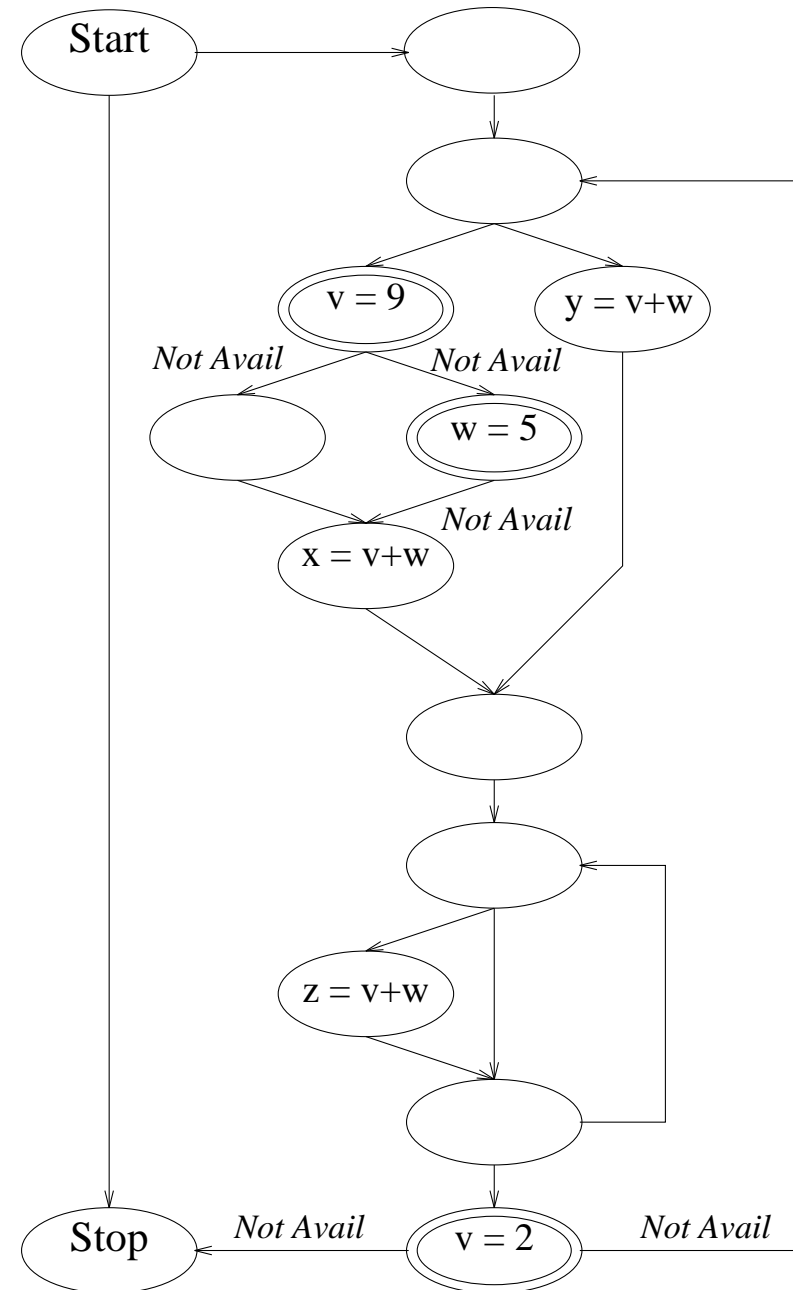 Start
v = 9
y = v+w
Not Avail
Not Avail
w = 5
Not Avail
x = v+w
z = v+w
Stop
Not Avail
v = 2
Not Avail